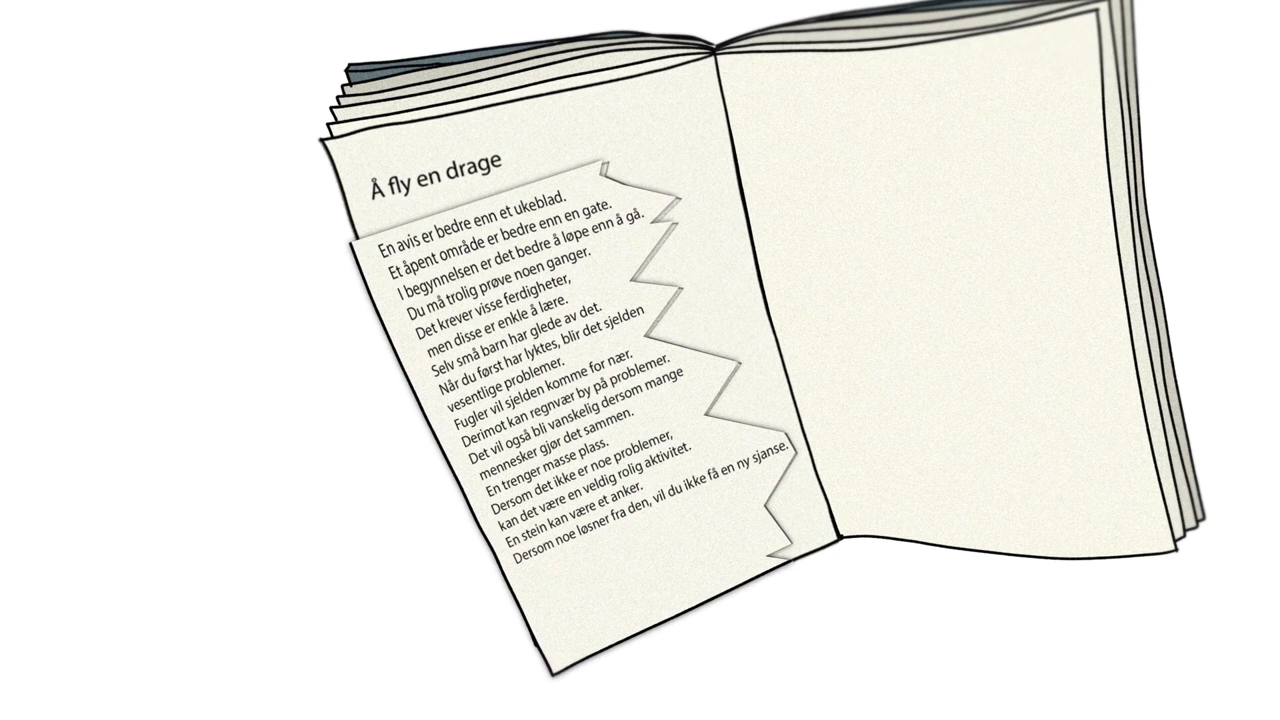 Å fly en drage
En avis er bedre enn et ukeblad.
Et åpent område er bedre enn en gate.
I begynnelsen er det bedre å løpe enn å gå.
Du må trolig prøve noen ganger.
Det krever visse ferdigheter,
men disse er enkle å lære.
Selv små barn har glede av det.
Når du først har lyktes, blir det sjelden
vesentlige problemer.
Fugler vil sjelden komme for nær.
Derimot kan regnvær by på problemer.
Det vil også bli vanskelig dersom mange
mennesker gjør det sammen.
En trenger masse plass.
Dersom det ikke er noe problemer,
kan det være en veldig rolig aktivitet.
En stein kan være et anker.
Dersom noe løsner fra den, vil du ikke få en ny sjanse.